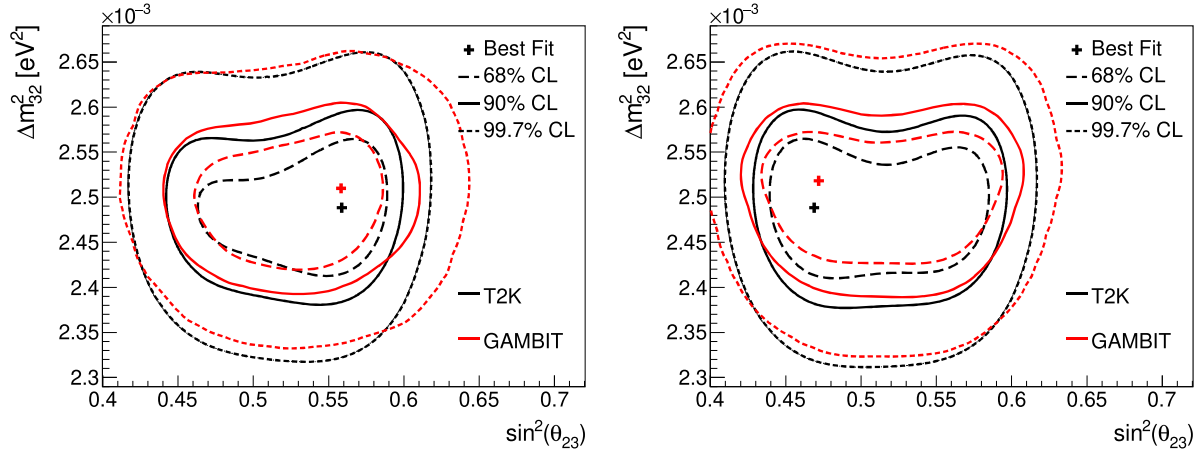 ×10⁻³
Δm²₃₂ [eV²]
2.65
2.6
2.55
2.5
2.45
2.4
2.35
2.3
Best Fit
68% CL
90% CL
99.7% CL
T2K
GAMBIT
0.4 0.45 0.5 0.55 0.6 0.65 0.7
sin²(θ₂₃)
×10⁻³
Δm²₃₂ [eV²]
2.65
2.6
2.55
2.5
2.45
2.4
2.35
2.3
Best Fit
68% CL
90% CL
99.7% CL
T2K
GAMBIT
0.4 0.45 0.5 0.55 0.6 0.65 0.7
sin²(θ₂₃)